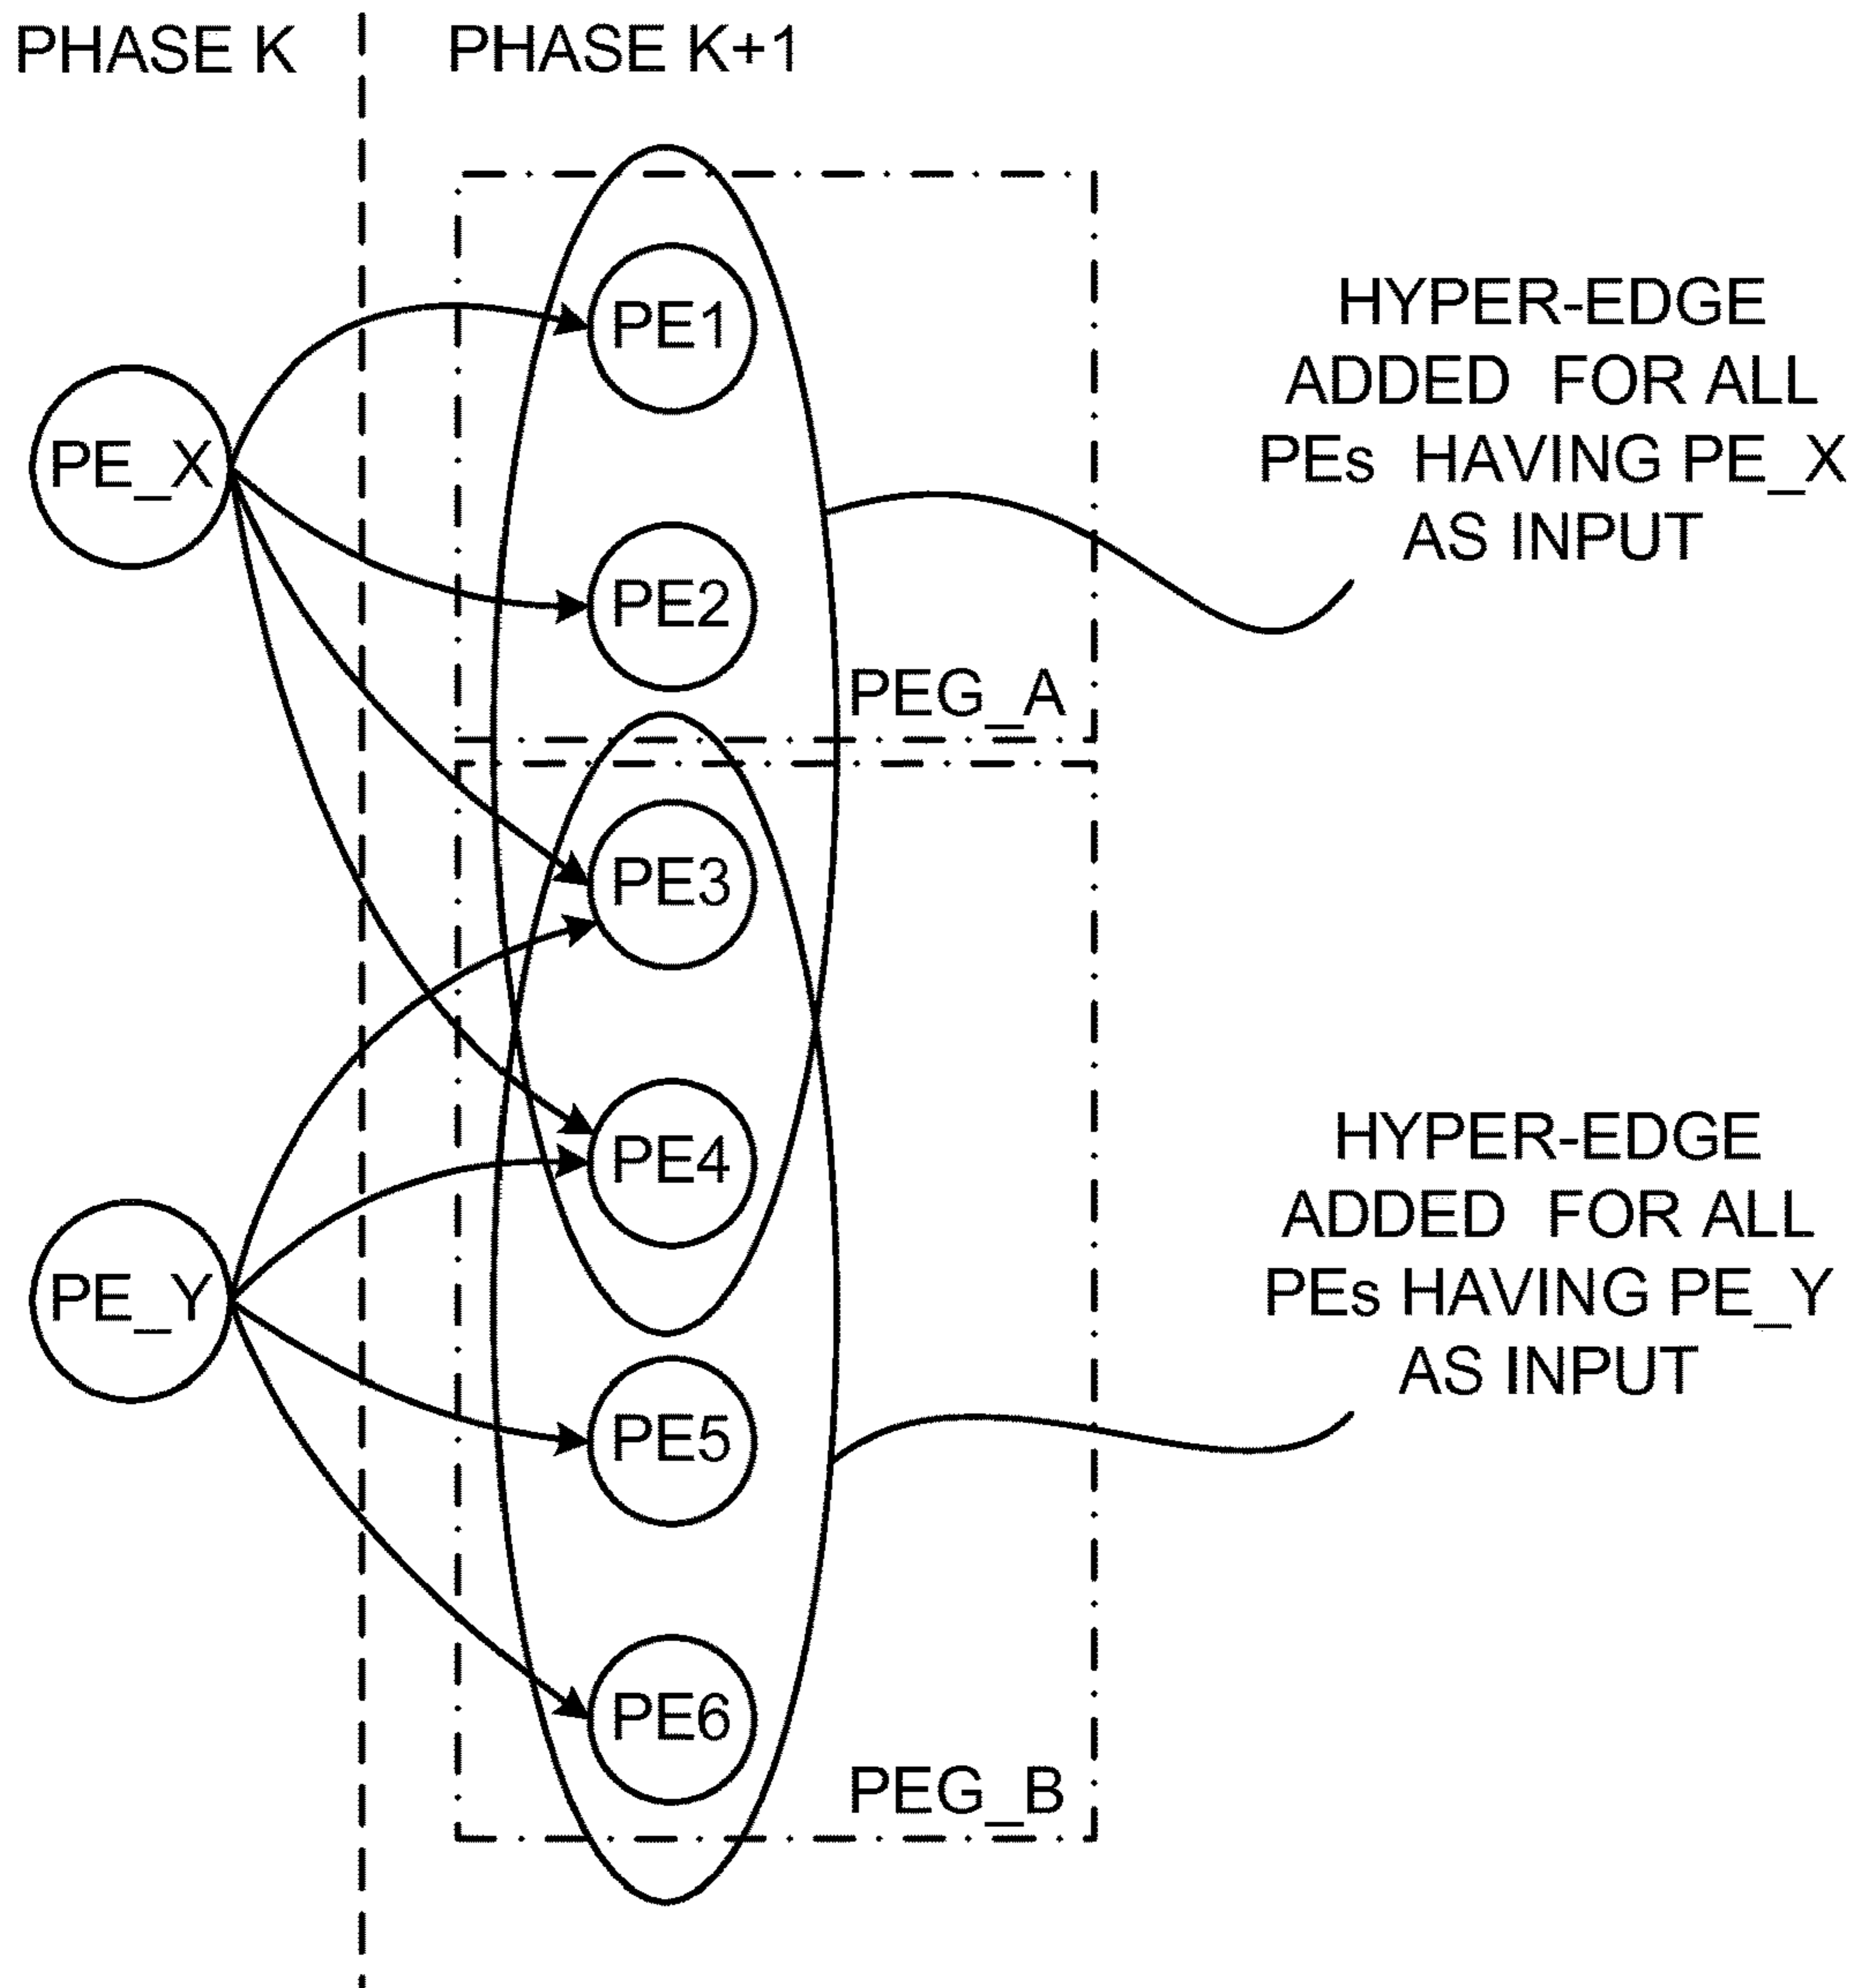 PHASE K
PHASE K+1
PE1
HYPER-EDGE
ADDED FOR ALL
PEs HAVING PE_X
AS INPUT
PE_X
PE2
PEG_A
PE3
PE4
HYPER-EDGE
ADDED FOR ALL
PEs HAVING PE_Y
AS INPUT
PE_Y
PE5
PE6
PEG_B